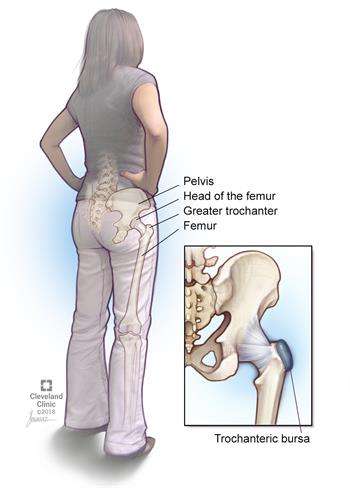 Pelvis
Head of the femur
Greater trochanter
Femur
Cleveland
Clinic
©2018
Trochanteric bursa